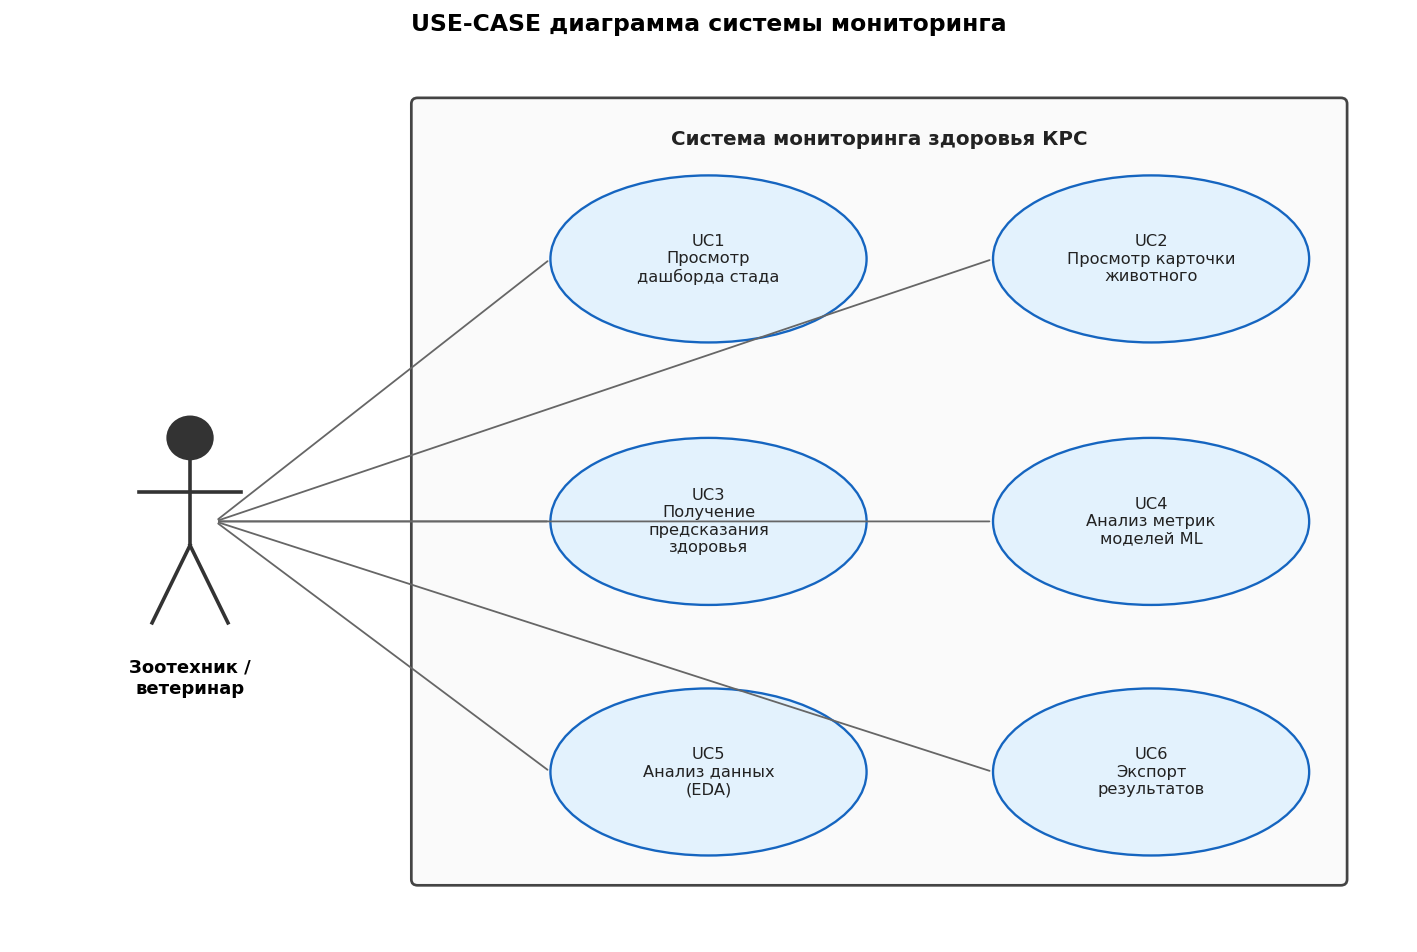 USE-CASE диаграмма системы мониторинга
Система мониторинга здоровья КРС
UC1
Просмотр
дашборда стада
UC2
Просмотр карточки
животного
UC3
Получение
предсказания
здоровья
UC4
Анализ метрик
моделей ML
Зоотехник /
ветеринар
UC5
Анализ данных
(EDA)
UC6
Экспорт
результатов